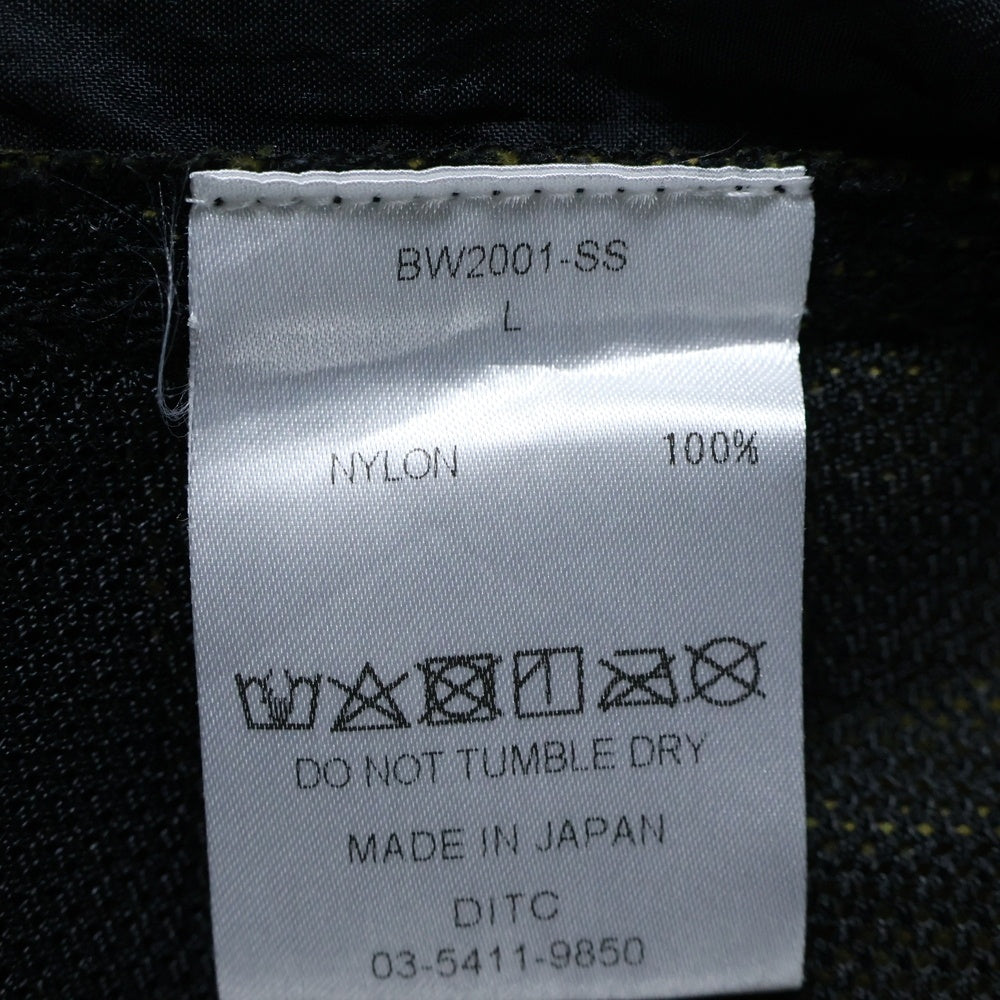 BW2001-SS
L
NYLON 100%
DO NOT TUMBLE DRY
MADE IN JAPAN
DITC
03-5411-9850